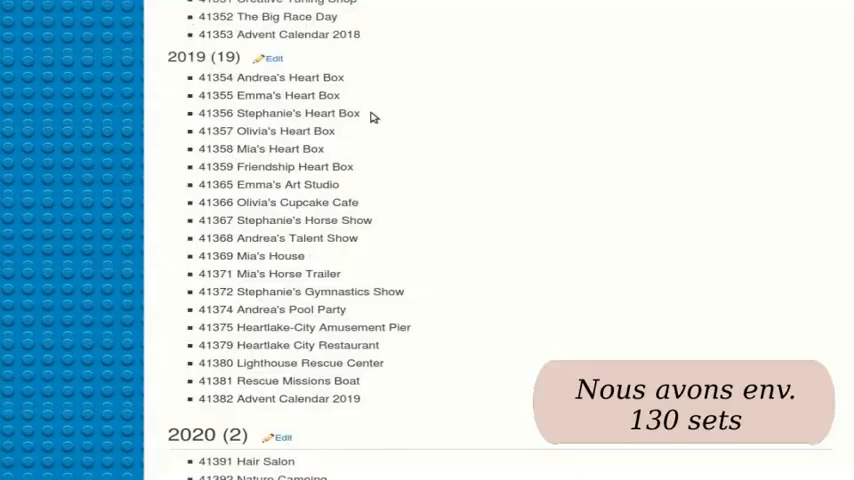 41352 The Big Race Day
41353 Advent Calendar 2018
2019 (19) Edit
41354 Andrea's Heart Box
41355 Emma's Heart Box
41356 Stephanie's Heart Box
41357 Olivia's Heart Box
41358 Mia's Heart Box
41359 Friendship Heart Box
41365 Emma's Art Studio
41366 Olivia's Cupcake Cafe
41367 Stephanie's Horse Show
41368 Andrea's Talent Show
41369 Mia's House
41371 Mia's Horse Trailer
41372 Stephanie's Gymnastics Show
41374 Andrea's Pool Party
41375 Heartlake-City Amusement Pier
41379 Heartlake City Restaurant
41380 Lighthouse Rescue Center
41381 Rescue Missions Boat
41382 Advent Calendar 2019
Nous avons env.
130 sets
2020 (2) Edit
41391 Hair Salon
41392 Nature Camping